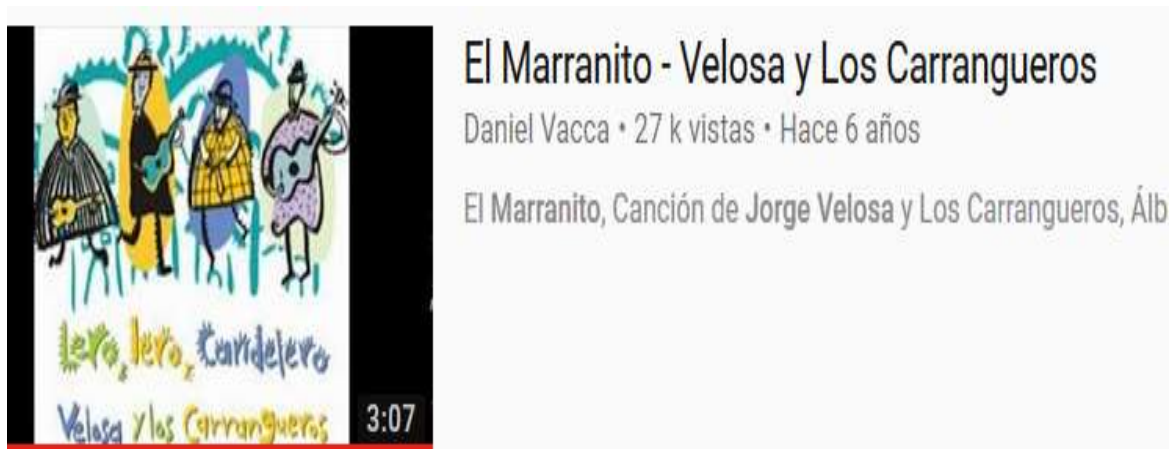 El Marranito - Velosa y Los Carrangueros
Daniel Vacca • 27 k vistas • Hace 6 años
El Marranito, Canción de Jorge Velosa y Los Carrangueros, Álb
Lero, lero, Candelero
Velosa y los Carrangueros
3:07